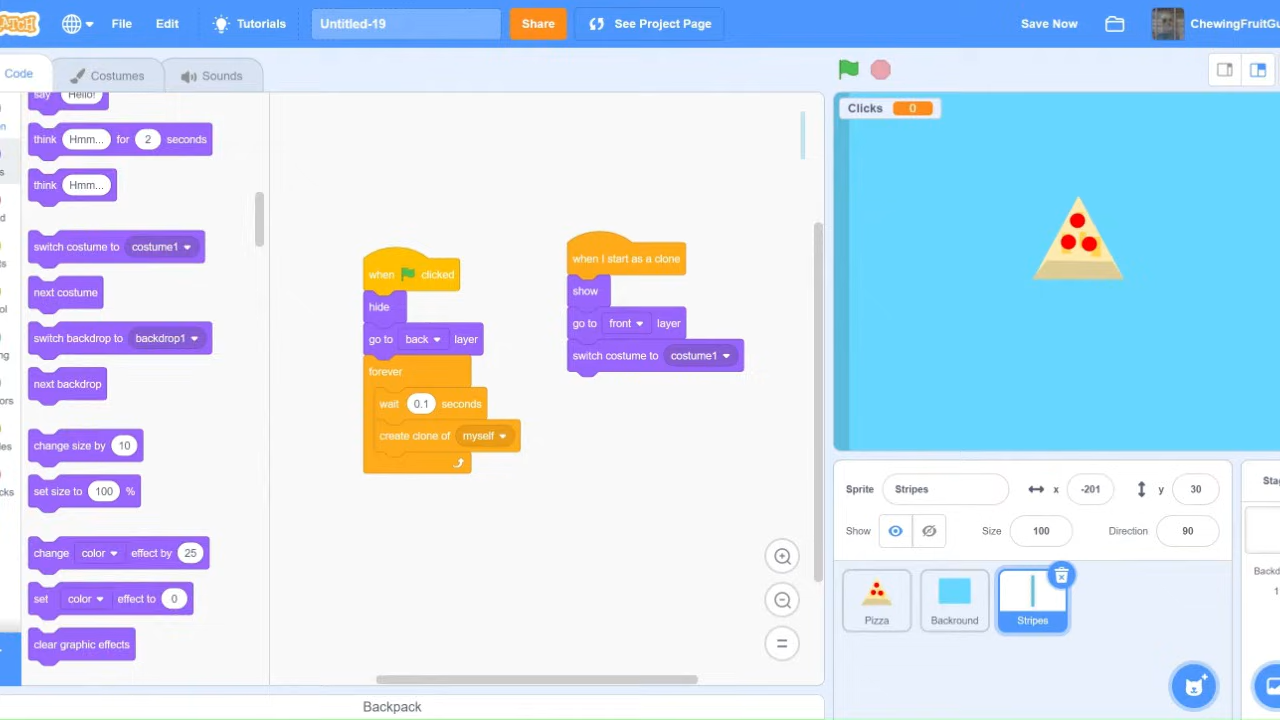 File
Edit
Tutorials
Untitled-19
Share
See Project Page
Save Now
ChewingFruitGu
Code
Costumes
Sounds
say Hello!
think Hmm... for 2 seconds
think Hmm...
switch costume to costume1
next costume
switch backdrop to backdrop1
next backdrop
change size by 10
set size to 100 %
change color effect by 25
set color effect to 0
clear graphic effects
when clicked
hide
go to back layer
forever
wait 0.1 seconds
create clone of myself
when I start as a clone
show
go to front layer
switch costume to costume1
Clicks 0
Sprite Stripes x -201 y 30
Show Size 100 Direction 90
Pizza
Backround
Stripes
Stag
Backd
1
Backpack